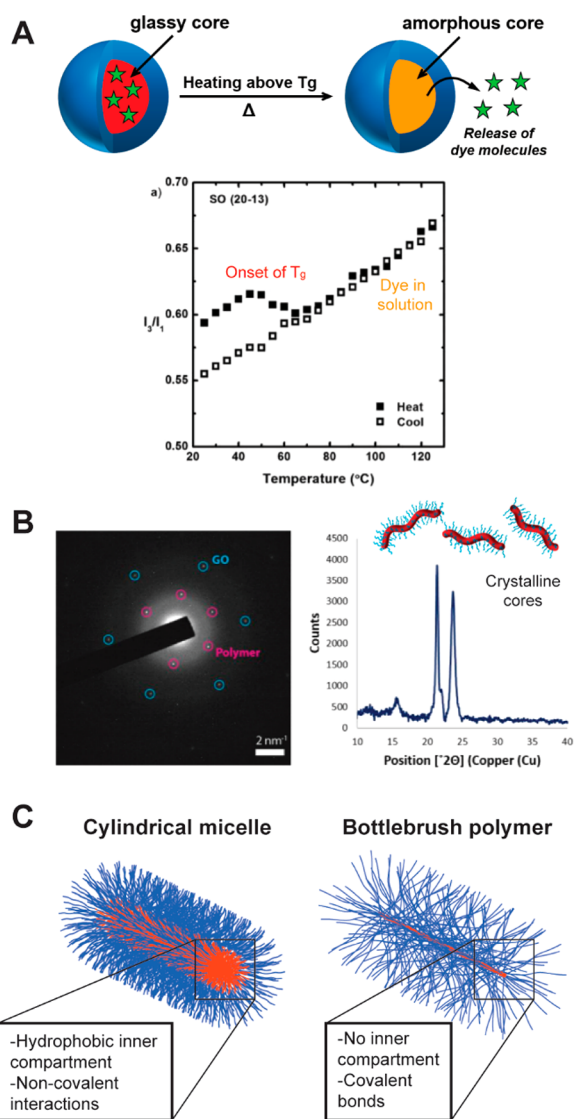 A
glassy core
amorphous core
Heating above Tg
Δ
Release of
dye molecules
a)
SO (20-13)
0.70
0.65
0.60
0.55
0.50
I3/I1
Onset of Tg
Dye in
solution
Heat
Cool
20 40 60 80 100 120
Temperature (°C)
B
GO
Polymer
2 nm-1
Crystalline
cores
4500
4000
3500
3000
2500
2000
1500
1000
500
0
Counts
10 15 20 25 30 35 40
Position [°2Θ] (Copper (Cu)
C
Cylindrical micelle
Bottlebrush polymer
-Hydrophobic inner
compartment
-Non-covalent
interactions
-No inner
compartment
-Covalent
bonds